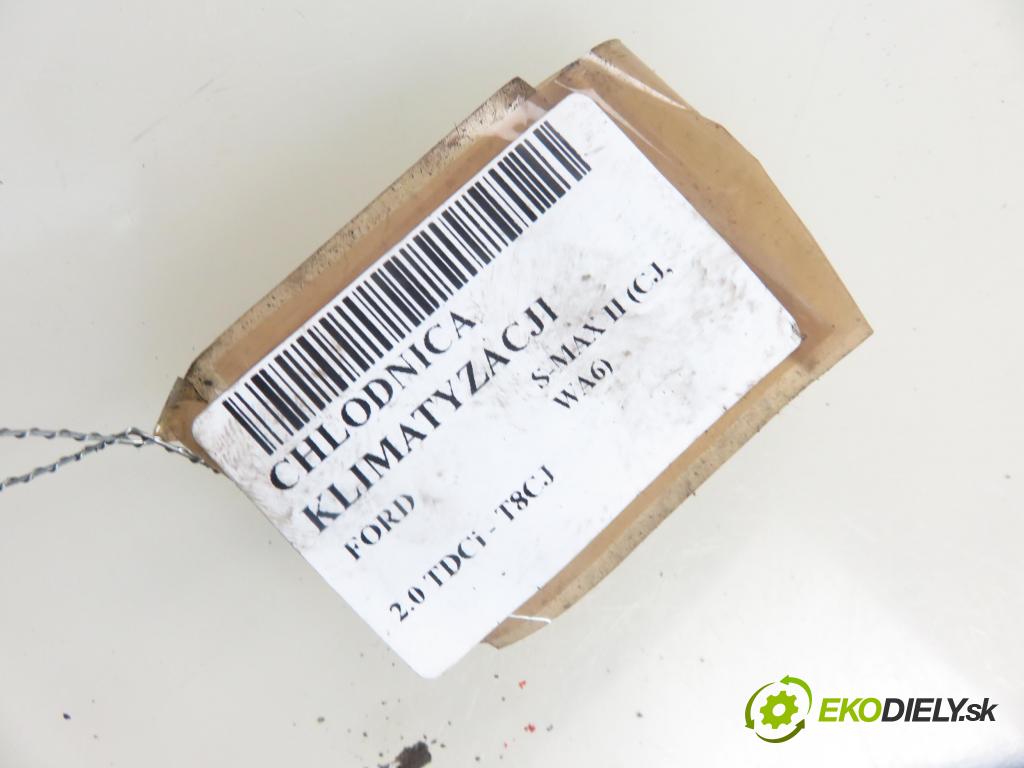 CHLODNICA
KLIMATYZACJI
FORD
S-MAX II (CJ,
WA6)
2.0 TDCi - T8CJ
EKODIELY.sk